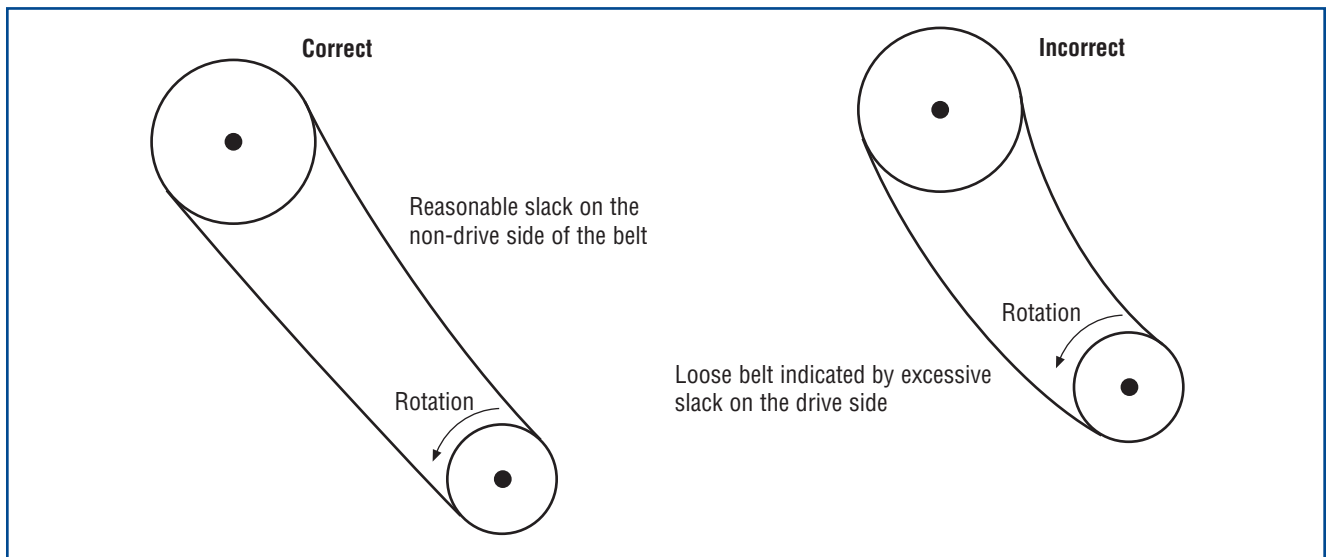 Correct
Reasonable slack on the
non-drive side of the belt
Rotation
Incorrect
Rotation
Loose belt indicated by excessive
slack on the drive side